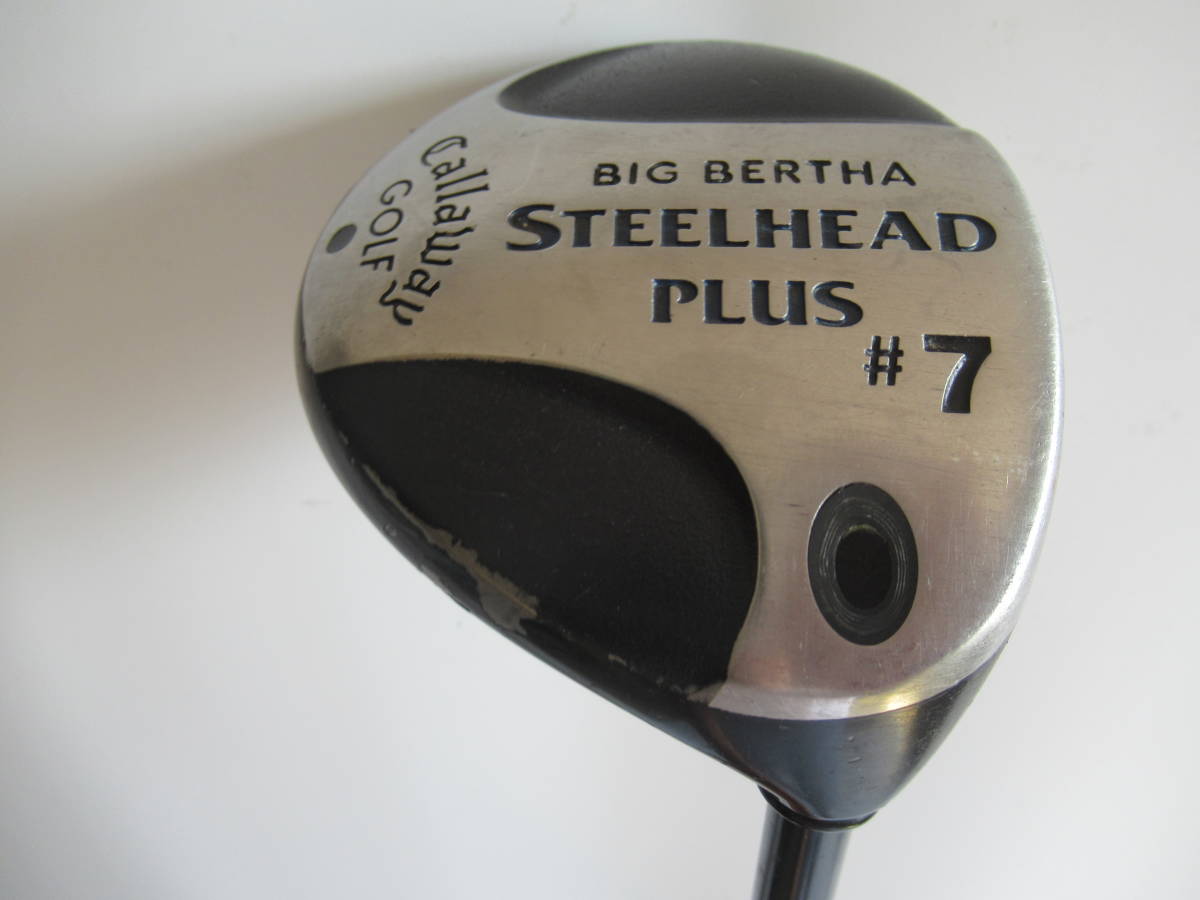 BIG BERTHA
STEELHEAD
PLUS
#7
Callaway
GOLF